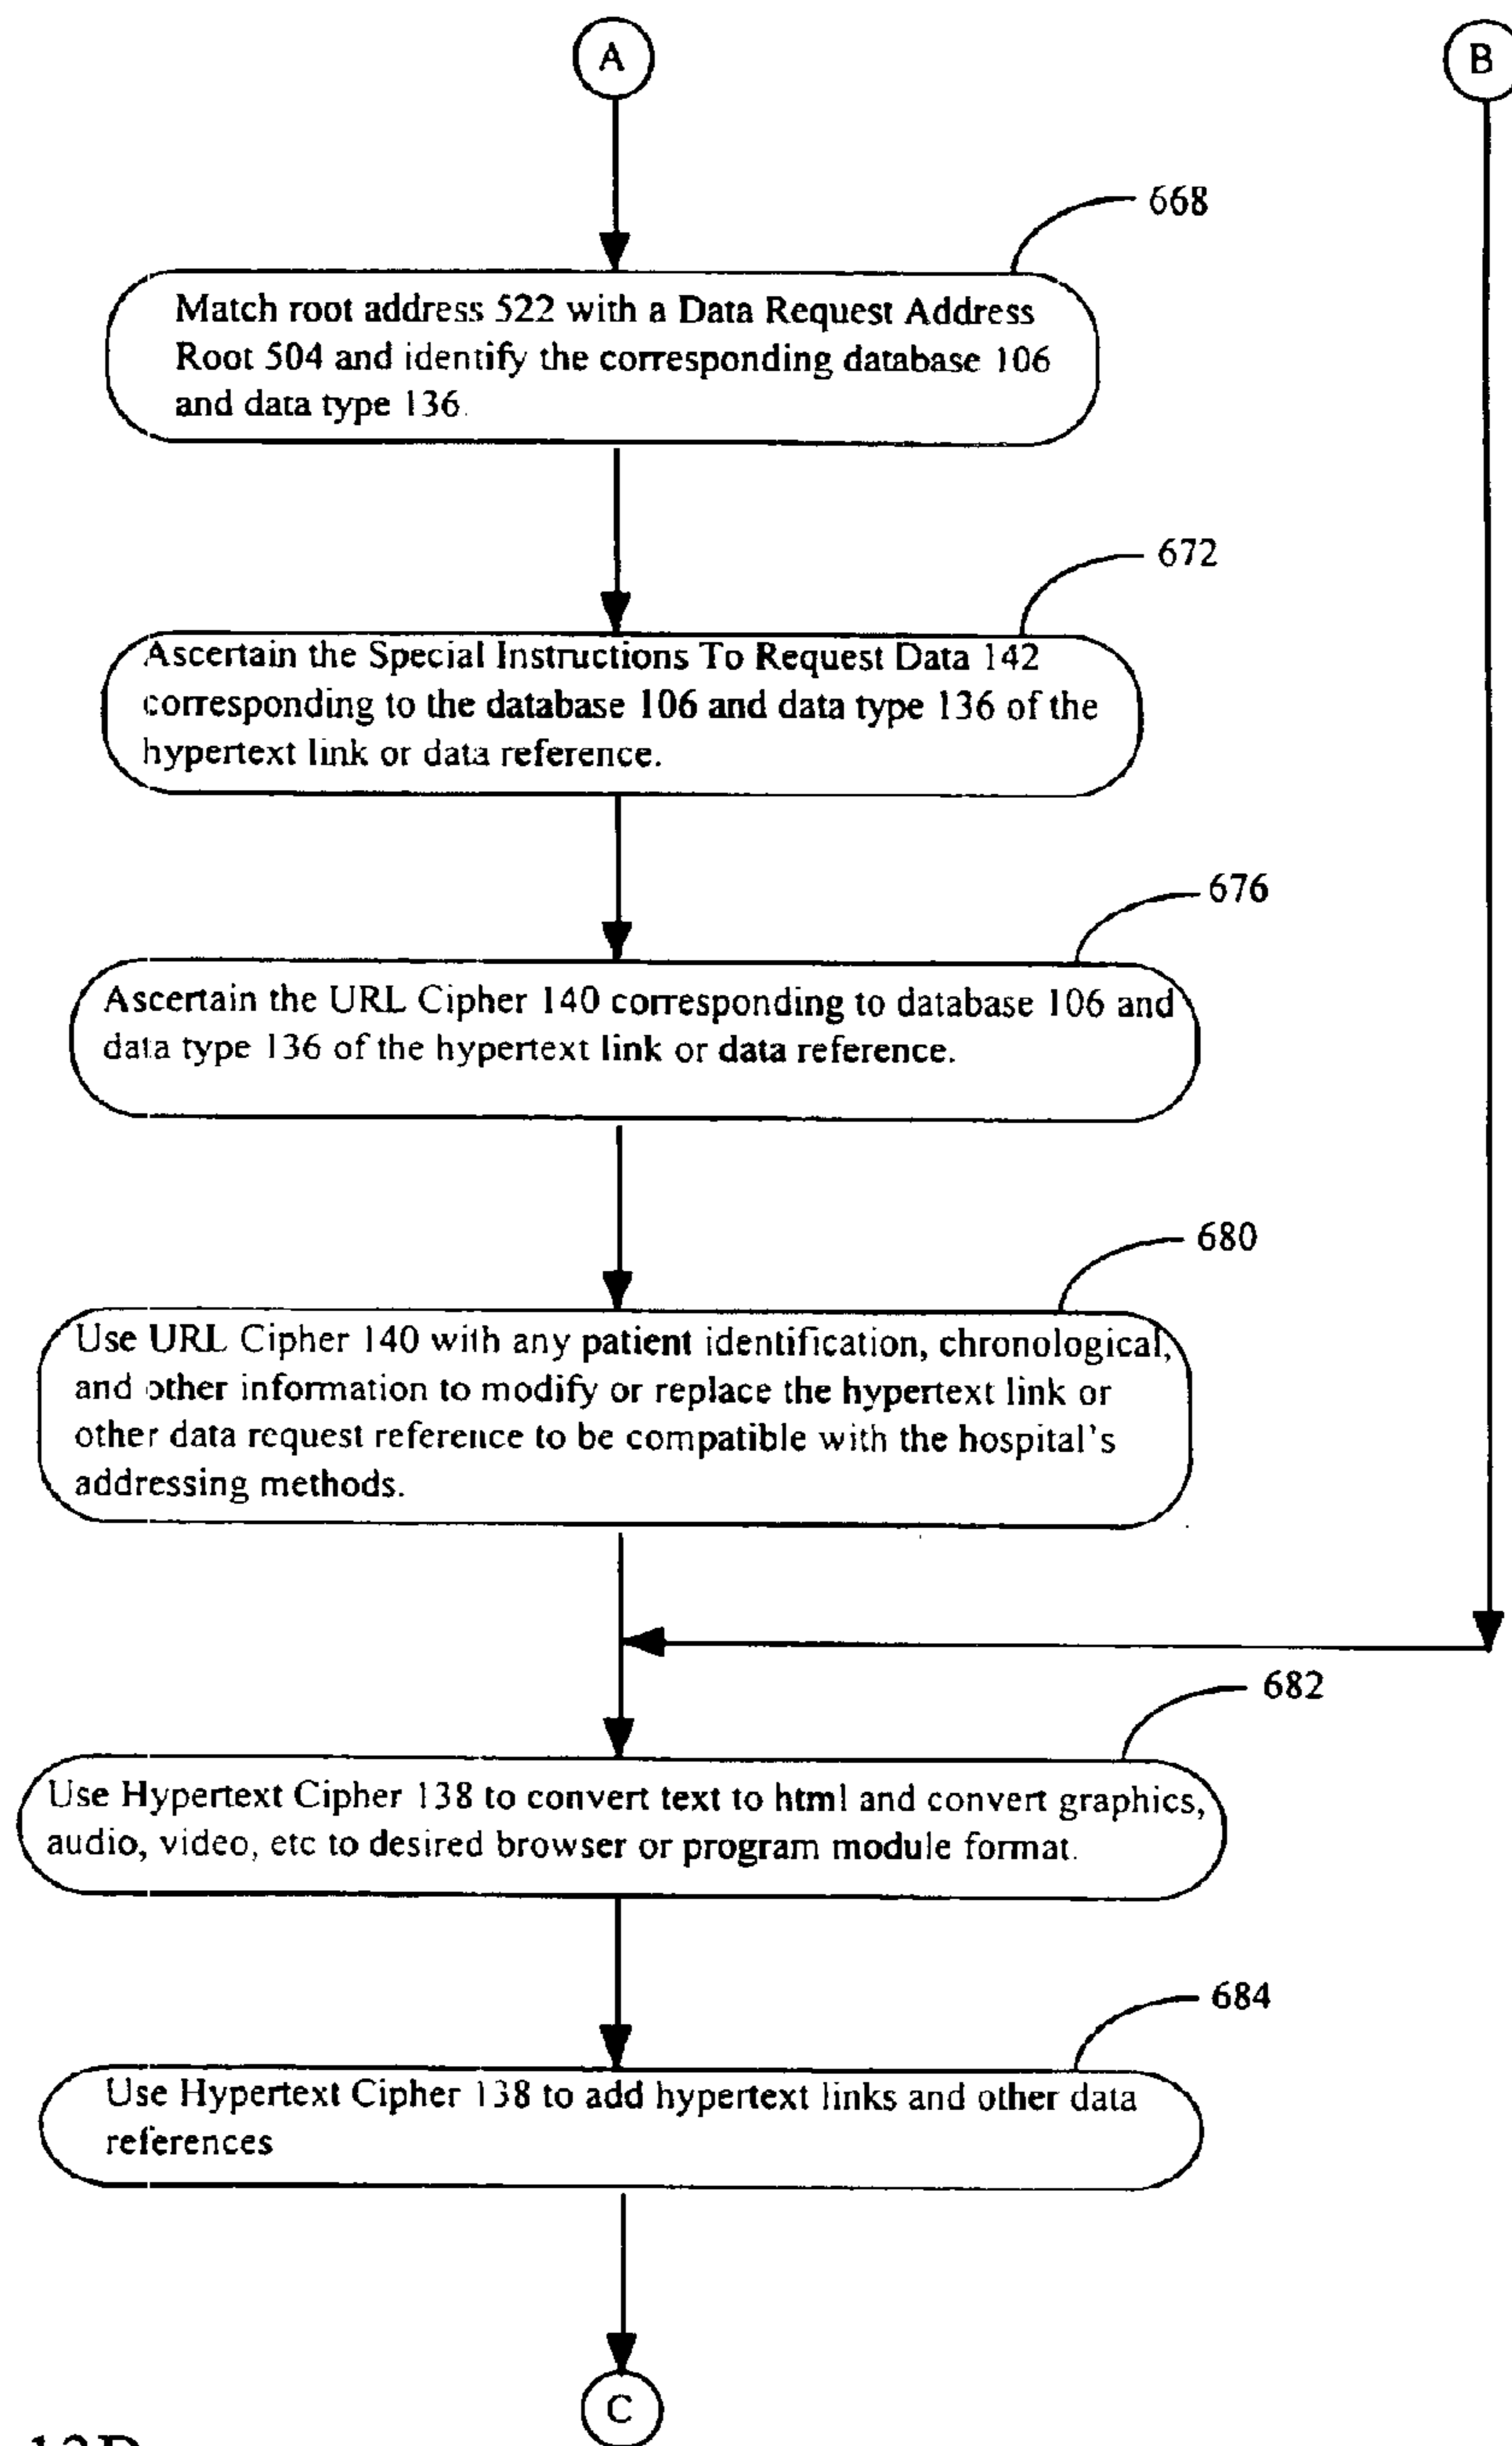 A
B
668
Match root address 522 with a Data Request Address
Root 504 and identify the corresponding database 106
and data type 136.
672
Ascertain the Special Instructions To Request Data 142
corresponding to the database 106 and data type 136 of the
hypertext link or data reference.
676
Ascertain the URL Cipher 140 corresponding to database 106 and
data type 136 of the hypertext link or data reference.
680
Use URL Cipher 140 with any patient identification, chronological,
and other information to modify or replace the hypertext link or
other data request reference to be compatible with the hospital's
addressing methods.
682
Use Hypertext Cipher 138 to convert text to html and convert graphics,
audio, video, etc to desired browser or program module format.
684
Use Hypertext Cipher 138 to add hypertext links and other data
references
C